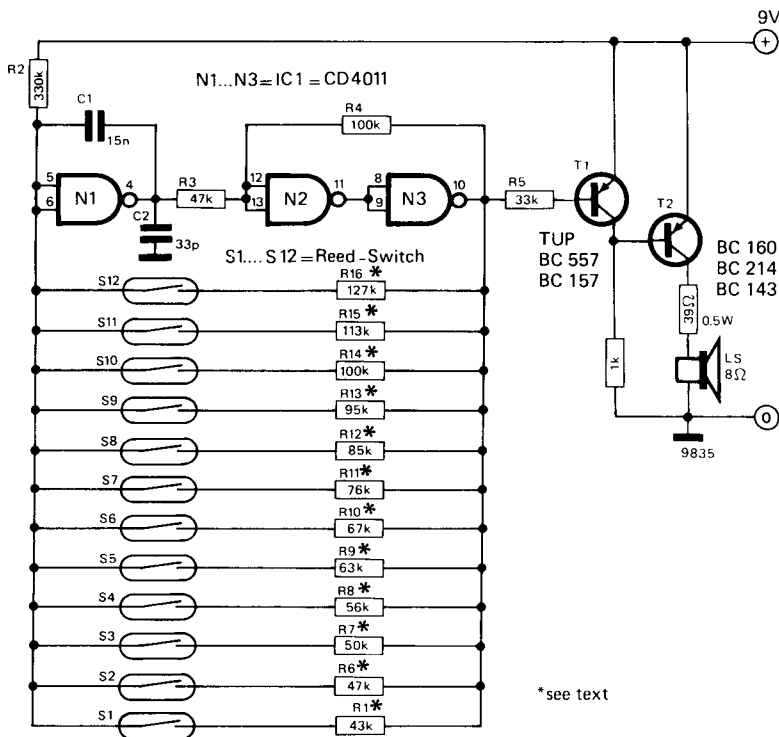 9V
+
R2
330k
N1...N3=IC1=CD4011
C1
15n
R4
100k
5
6
N1
4
R3
47k
12
13
N2
11
8
9
N3
10
R5
33k
T1
T2
C2
33p
TUP
BC 557
BC 157
BC 160
BC 214
BC 143
S1....S12=Reed-Switch
S12
R16*
127k
S11
R15*
113k
S10
R14*
100k
S9
R13*
95k
S8
R12*
85k
S7
R11*
76k
S6
R10*
67k
S5
R9*
63k
S4
R8*
56k
S3
R7*
50k
S2
R6*
47k
S1
R1*
43k
39Ω
0.5W
1k
LS
8Ω
0
9835
*see text